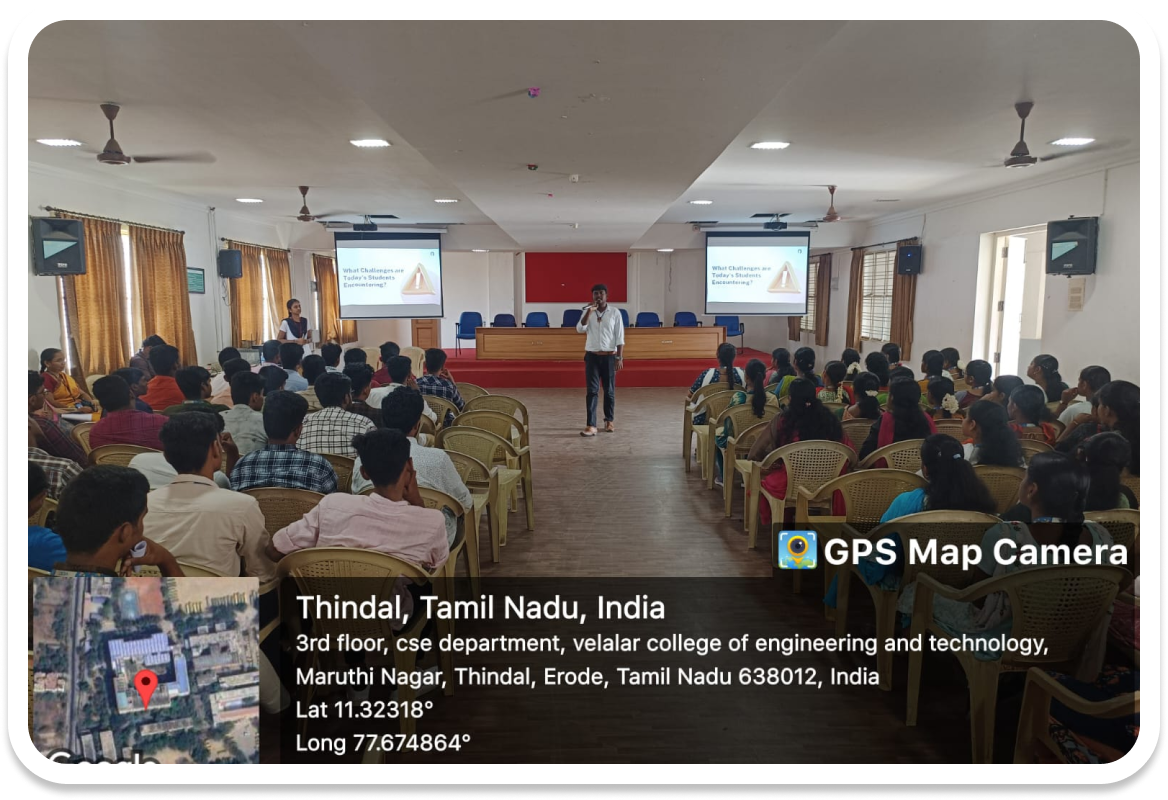 What Challenges are
Today's Students
Encountering?
What Challenges are
Today's Students
Encountering?
GPS Map Camera
Thindal, Tamil Nadu, India
3rd floor, cse department, velalar college of engineering and technology,
Maruthi Nagar, Thindal, Erode, Tamil Nadu 638012, India
Lat 11.32318°
Long 77.674864°
Google